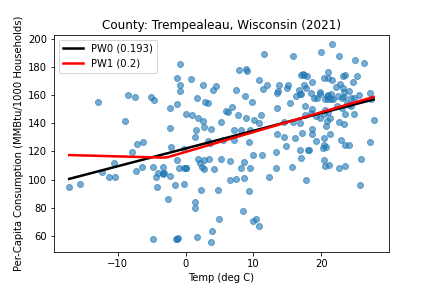 County: Trempealeau, Wisconsin (2021)
PW0 (0.193)
PW1 (0.2)
Per-Capita Consumption (MMBtu/1000 Households)
200
180
160
140
120
100
80
60
−10 0 10 20
Temp (deg C)